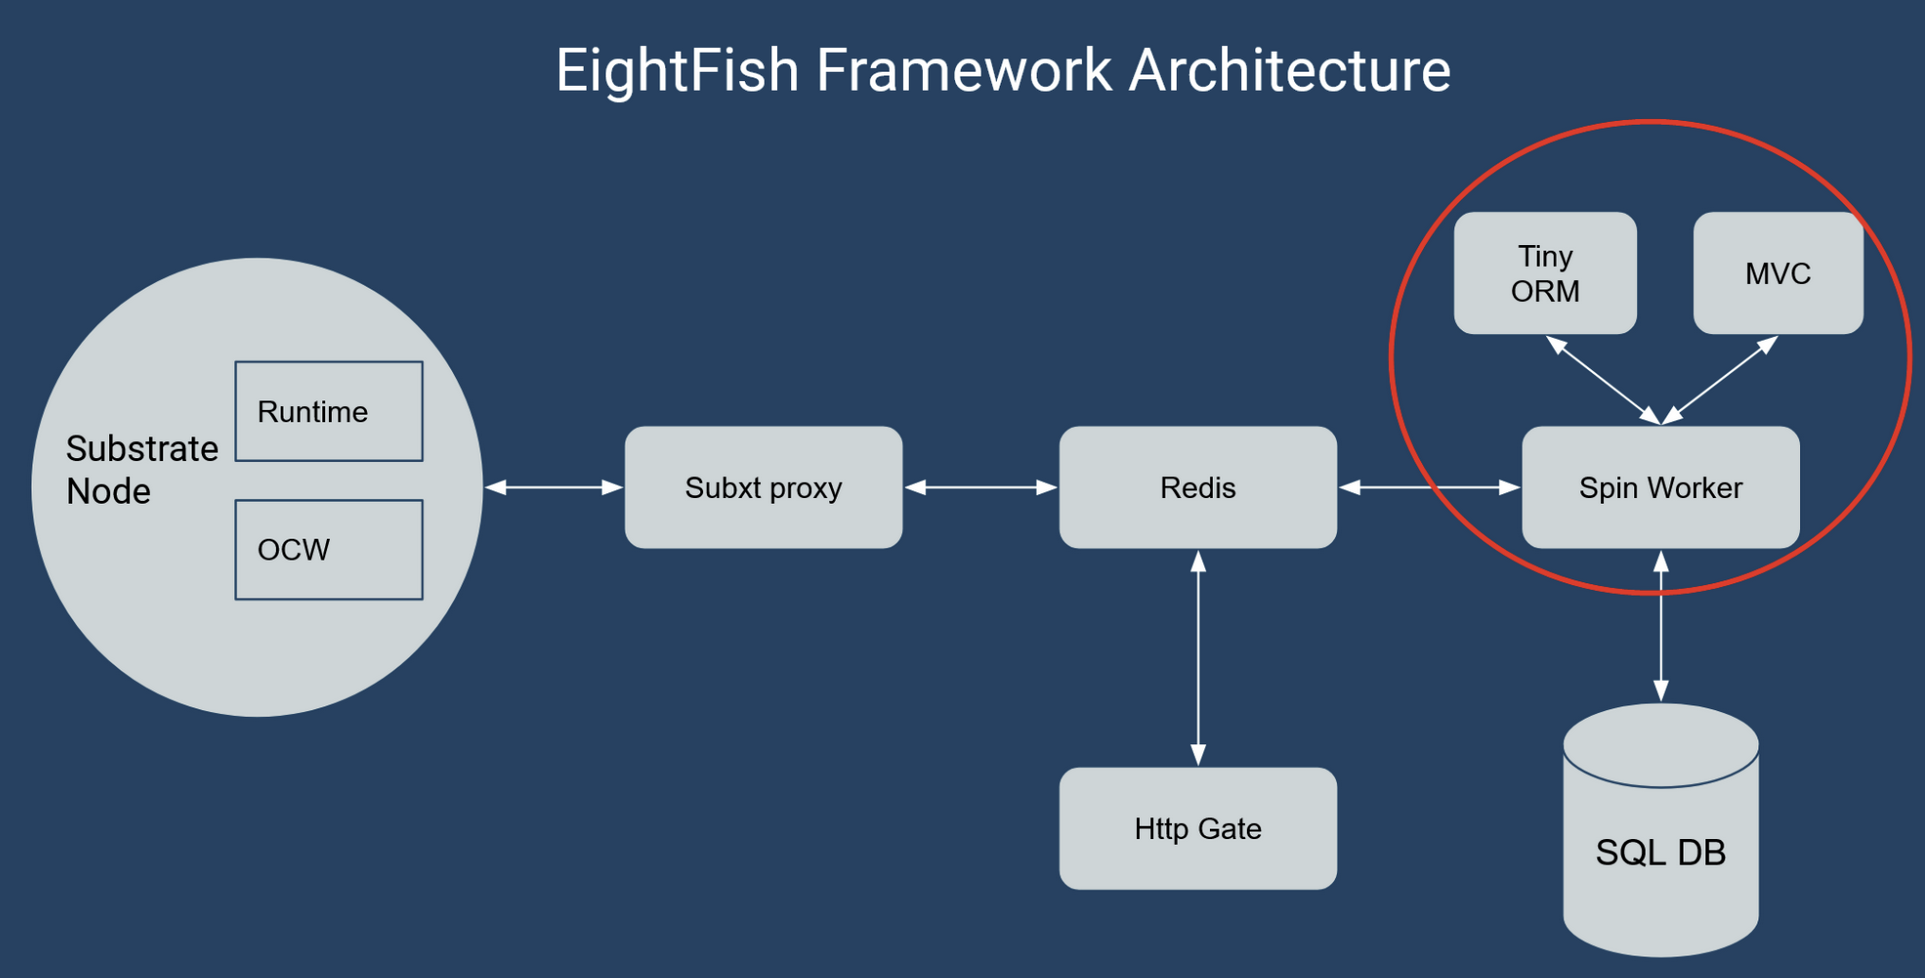 EightFish Framework Architecture
Tiny
ORM
MVC
Substrate
Node
Runtime
OCW
Subxt proxy
Redis
Spin Worker
Http Gate
SQL DB